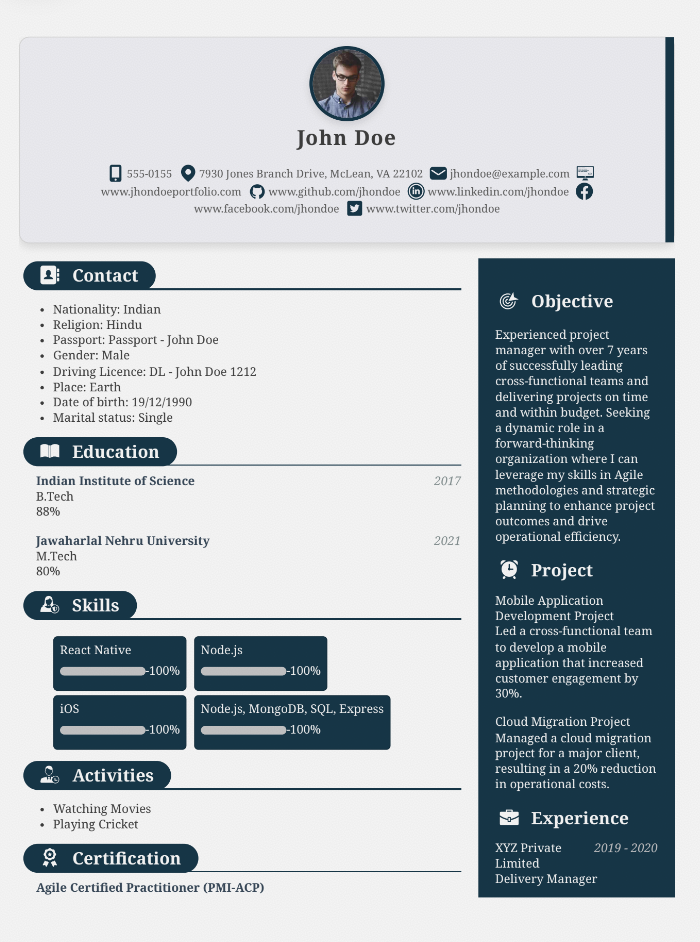 John Doe
555-0155 7930 Jones Branch Drive, McLean, VA 22102 jhondoe@example.com
www.jhondoeportfolio.com www.github.com/jhondoe www.linkedin.com/jhondoe
www.facebook.com/jhondoe www.twitter.com/jhondoe
Contact
• Nationality: Indian
• Religion: Hindu
• Passport: Passport - John Doe
• Gender: Male
• Driving Licence: DL - John Doe 1212
• Place: Earth
• Date of birth: 19/12/1990
• Marital status: Single
Education
Indian Institute of Science 2017
B.Tech
88%
Jawaharlal Nehru University 2021
M.Tech
80%
Skills
React Native
-100%
Node.js
-100%
iOS
-100%
Node.js, MongoDB, SQL, Express
-100%
Activities
• Watching Movies
• Playing Cricket
Certification
Agile Certified Practitioner (PMI-ACP)
Objective
Experienced project
manager with over 7 years
of successfully leading
cross-functional teams and
delivering projects on time
and within budget. Seeking
a dynamic role in a
forward-thinking
organization where I can
leverage my skills in Agile
methodologies and strategic
planning to enhance project
outcomes and drive
operational efficiency.
Project
Mobile Application
Development Project
Led a cross-functional team
to develop a mobile
application that increased
customer engagement by
30%.
Cloud Migration Project
Managed a cloud migration
project for a major client,
resulting in a 20% reduction
in operational costs.
Experience
XYZ Private 2019 - 2020
Limited
Delivery Manager